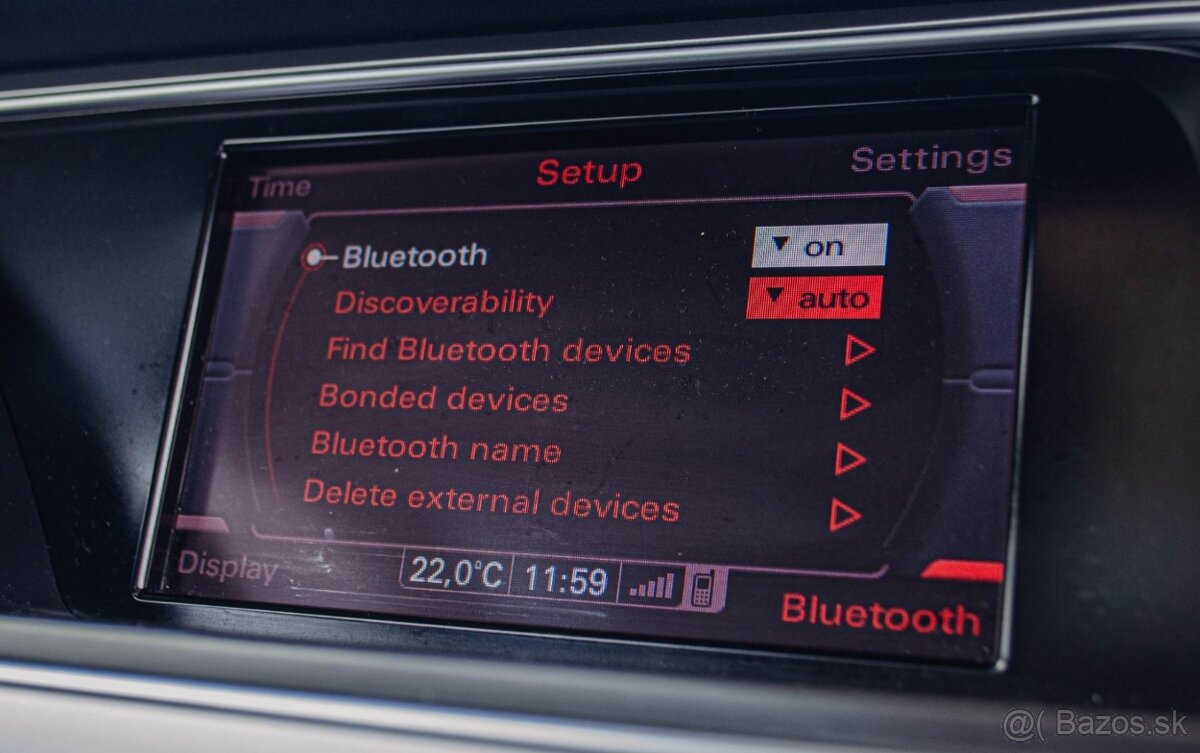 Time Setup Settings
Bluetooth ▼ on
Discoverability ▼ auto
Find Bluetooth devices
Bonded devices
Bluetooth name
Delete external devices
Display 22,0°C 11:59 Bluetooth
@( Bazos.sk